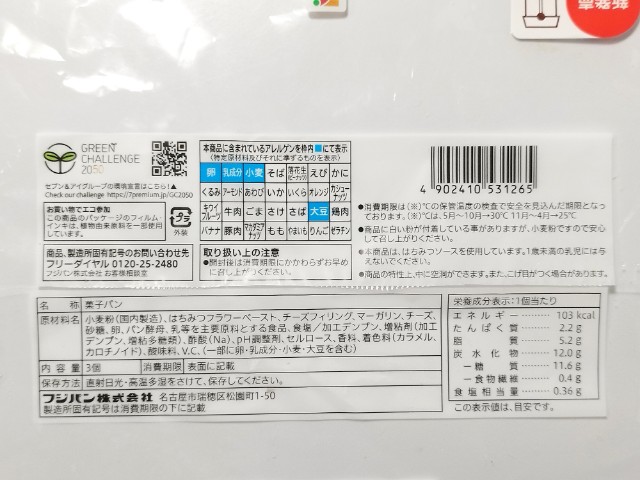 GREEN
CHALLENGE
2050
セブン&アイグループの環境宣言はこちら!▲
Check our challenge https://7premium.jp/GC2050
お買い物でエコ参加
この商品のパッケージのフィルム・
インキは、植物由来原料を一部使用
しています。
プラ
外装
商品、製造所固有記号のお問い合わせ先
フリーダイヤル 0120-25-2480
フジパン株式会社 お客様相談室
本商品に含まれているアレルゲンを枠内■にて表示
(特定原材料及びそれに準ずるものを表示)
卵 乳成分 小麦 そば 落花生(ピーナッツ) えび かに
くるみ アーモンド あわび いか いくら オレンジ カシューナッツ
キウイフルーツ 牛肉 ごま さけ さば 大豆 鶏肉
バナナ 豚肉 マカダミアナッツ もも やまいも りんご ゼラチン
取り扱い上の注意
●開封後は消費期限にかかわらずお早め
に召し上がりください。
4 902410 531265
●消費期限は(※)℃の保管温度の検査で安全を見込んだ期限となって
おります。(※)℃は、5月~10月→30℃ 11月~4月→25℃
●商品に白い粉が付着している事がありますが、小麦粉ですので安心
して召し上がりください。
●本商品は、はちみつソースを使用しています。1歳未満の乳児には与
えないでください。
●商品の特性上、中に空洞ができます。また、こげ目がつく場合があります。
名称 菓子パン
原材料名 小麦粉(国内製造)、はちみつフラワーペースト、チーズフィリング、マーガリン、チーズ、
砂糖、卵、パン酵母、乳等を主要原料とする食品、食塩/加工デンプン、増粘剤(加工
デンプン、増粘多糖類)、酢酸(Na)、pH調整剤、セルロース、香料、着色料(カラメル、
カロチノイド)、酸味料、V.C、(一部に卵・乳成分・小麦・大豆を含む)
内容量 3個 消費期限 表面に記載
保存方法 直射日光・高温多湿をさけて、保存してください。
フジパン株式会社 名古屋市瑞穂区松園町1-50
製造所固有記号は消費期限の下に記載
栄養成分表示:1個当たり
エネルギー 103 kcal
たんぱく質 2.2g
脂質 5.2g
炭水化物 12.0g
-糖質 11.6g
-食物繊維 0.4g
食塩相当量 0.36g
この表示値は、目安です。